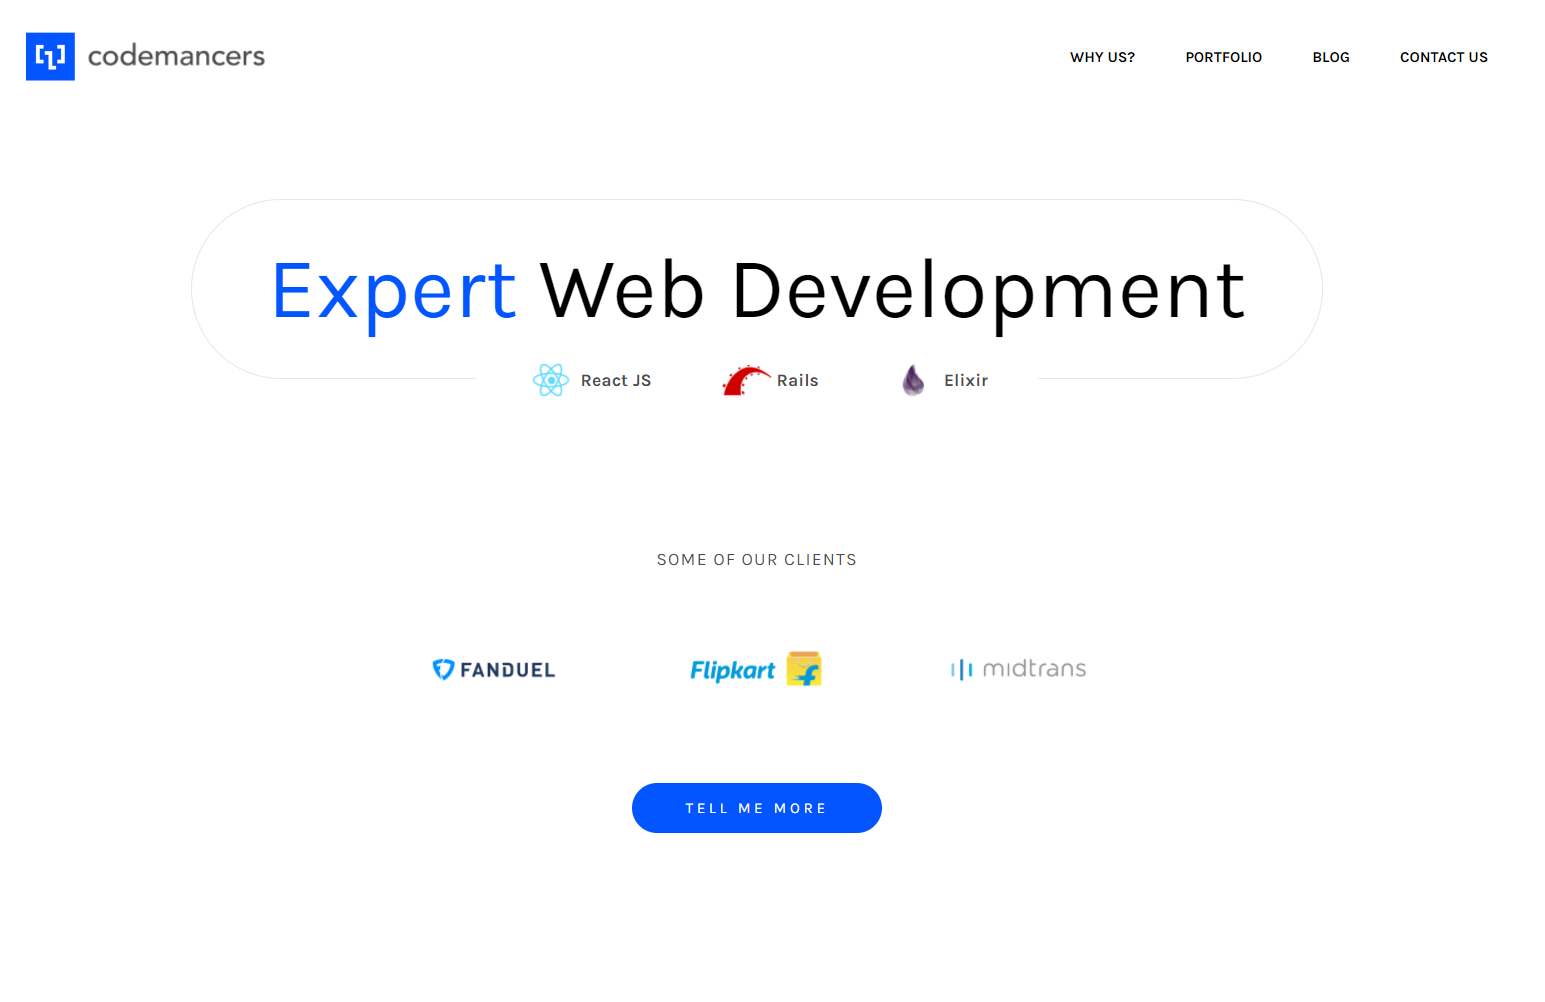 codemancers
WHY US? PORTFOLIO BLOG CONTACT US
Expert Web Development
React JS Rails Elixir
SOME OF OUR CLIENTS
FANDUEL Flipkart midtrans
TELL ME MORE